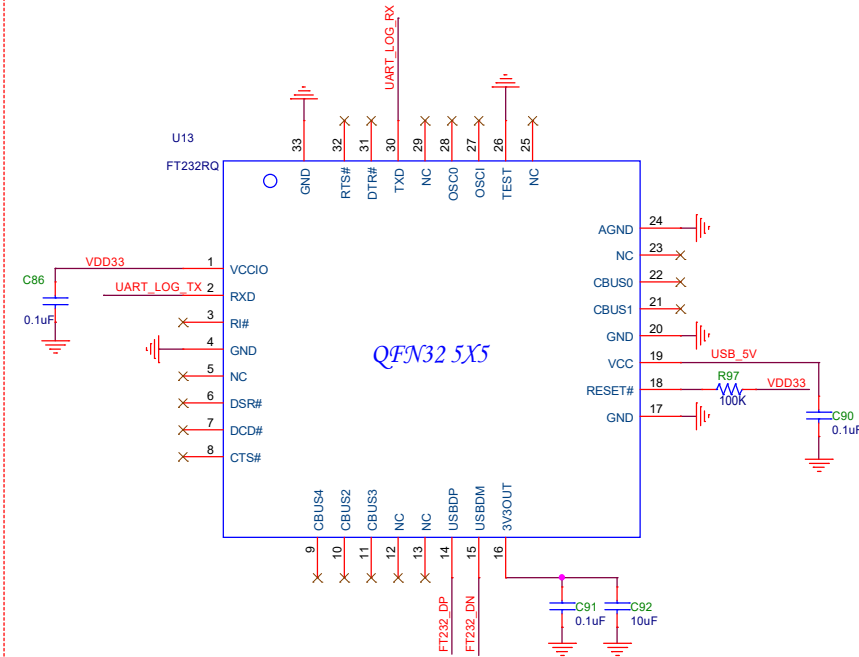 UART_LOG_RX
U13
FT232RQ
33
32
31
30
29
28
27
26
25
GND
RTS#
DTR#
TXD
NC
OSC0
OSCI
TEST
NC
AGND
24
NC
23
CBUS0
22
CBUS1
21
GND
20
VCC
19
USB_5V
RESET#
18
R97
100K
VDD33
GND
17
C90
0.1uF
VDD33
1
VCCIO
C86
0.1uF
UART_LOG_TX
2
RXD
3
RI#
4
GND
5
NC
6
DSR#
7
DCD#
8
CTS#
QFN32 5X5
CBUS4
CBUS2
CBUS3
NC
NC
USBDP
USBDM
3V3OUT
9
10
11
12
13
14
15
16
FT232_DP
FT232_DN
C91
0.1uF
C92
10uF